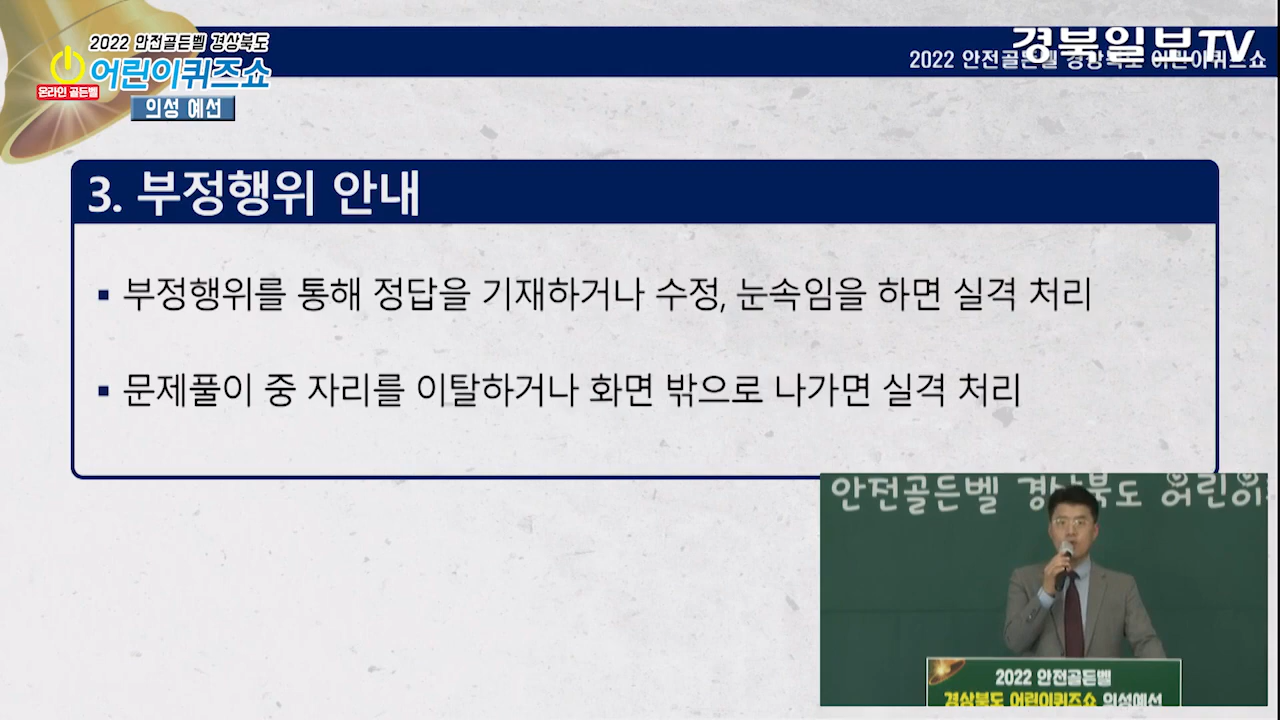 2022 안전골든벨 경상북도
어린이퀴즈쇼
온라인 골든벨
의성 예선
경북일보TV
2022 안전골든벨 경상북도 어린이퀴즈쇼
3. 부정행위 안내
▪ 부정행위를 통해 정답을 기재하거나 수정, 눈속임을 하면 실격 처리
▪ 문제풀이 중 자리를 이탈하거나 화면 밖으로 나가면 실격 처리
안전골든벨 경상북도 어린이
2022 안전골든벨
경상북도 어린이퀴즈쇼 의성예선